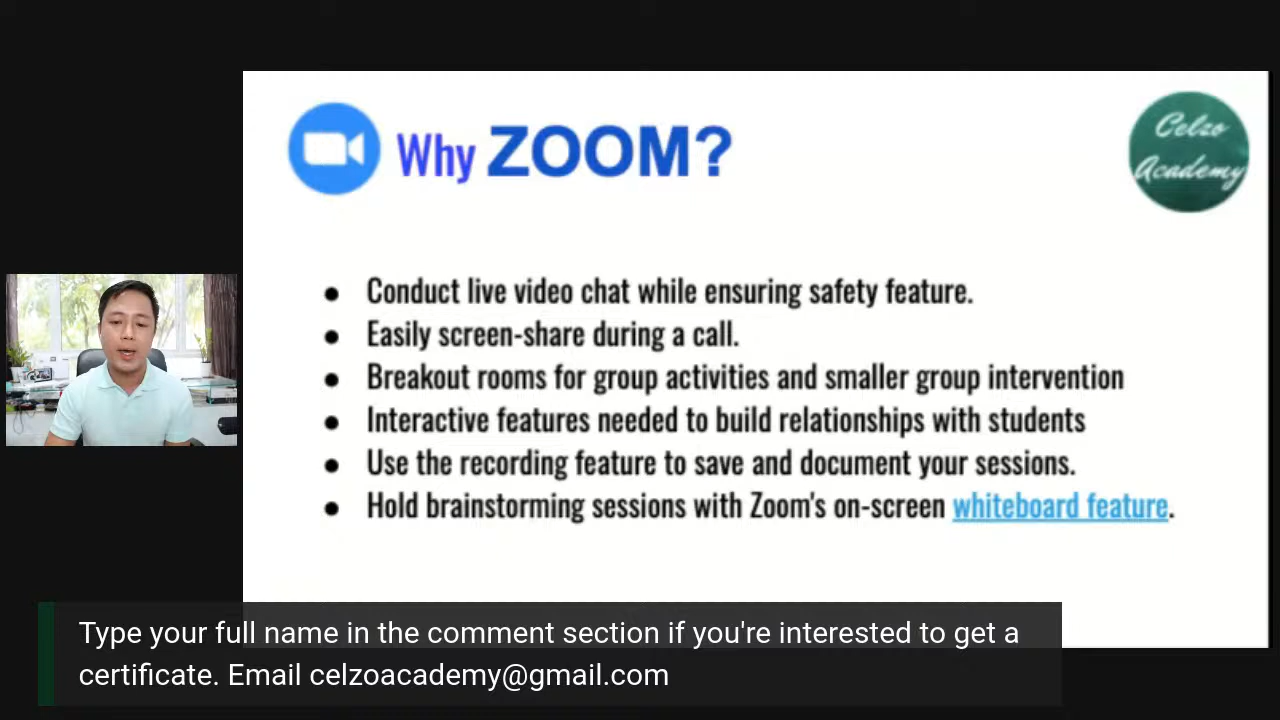 Why ZOOM?
Celzo
Academy
Conduct live video chat while ensuring safety feature.
Easily screen-share during a call.
Breakout rooms for group activities and smaller group intervention
Interactive features needed to build relationships with students
Use the recording feature to save and document your sessions.
Hold brainstorming sessions with Zoom's on-screen whiteboard feature.
Type your full name in the comment section if you're interested to get a
certificate. Email celzoacademy@gmail.com